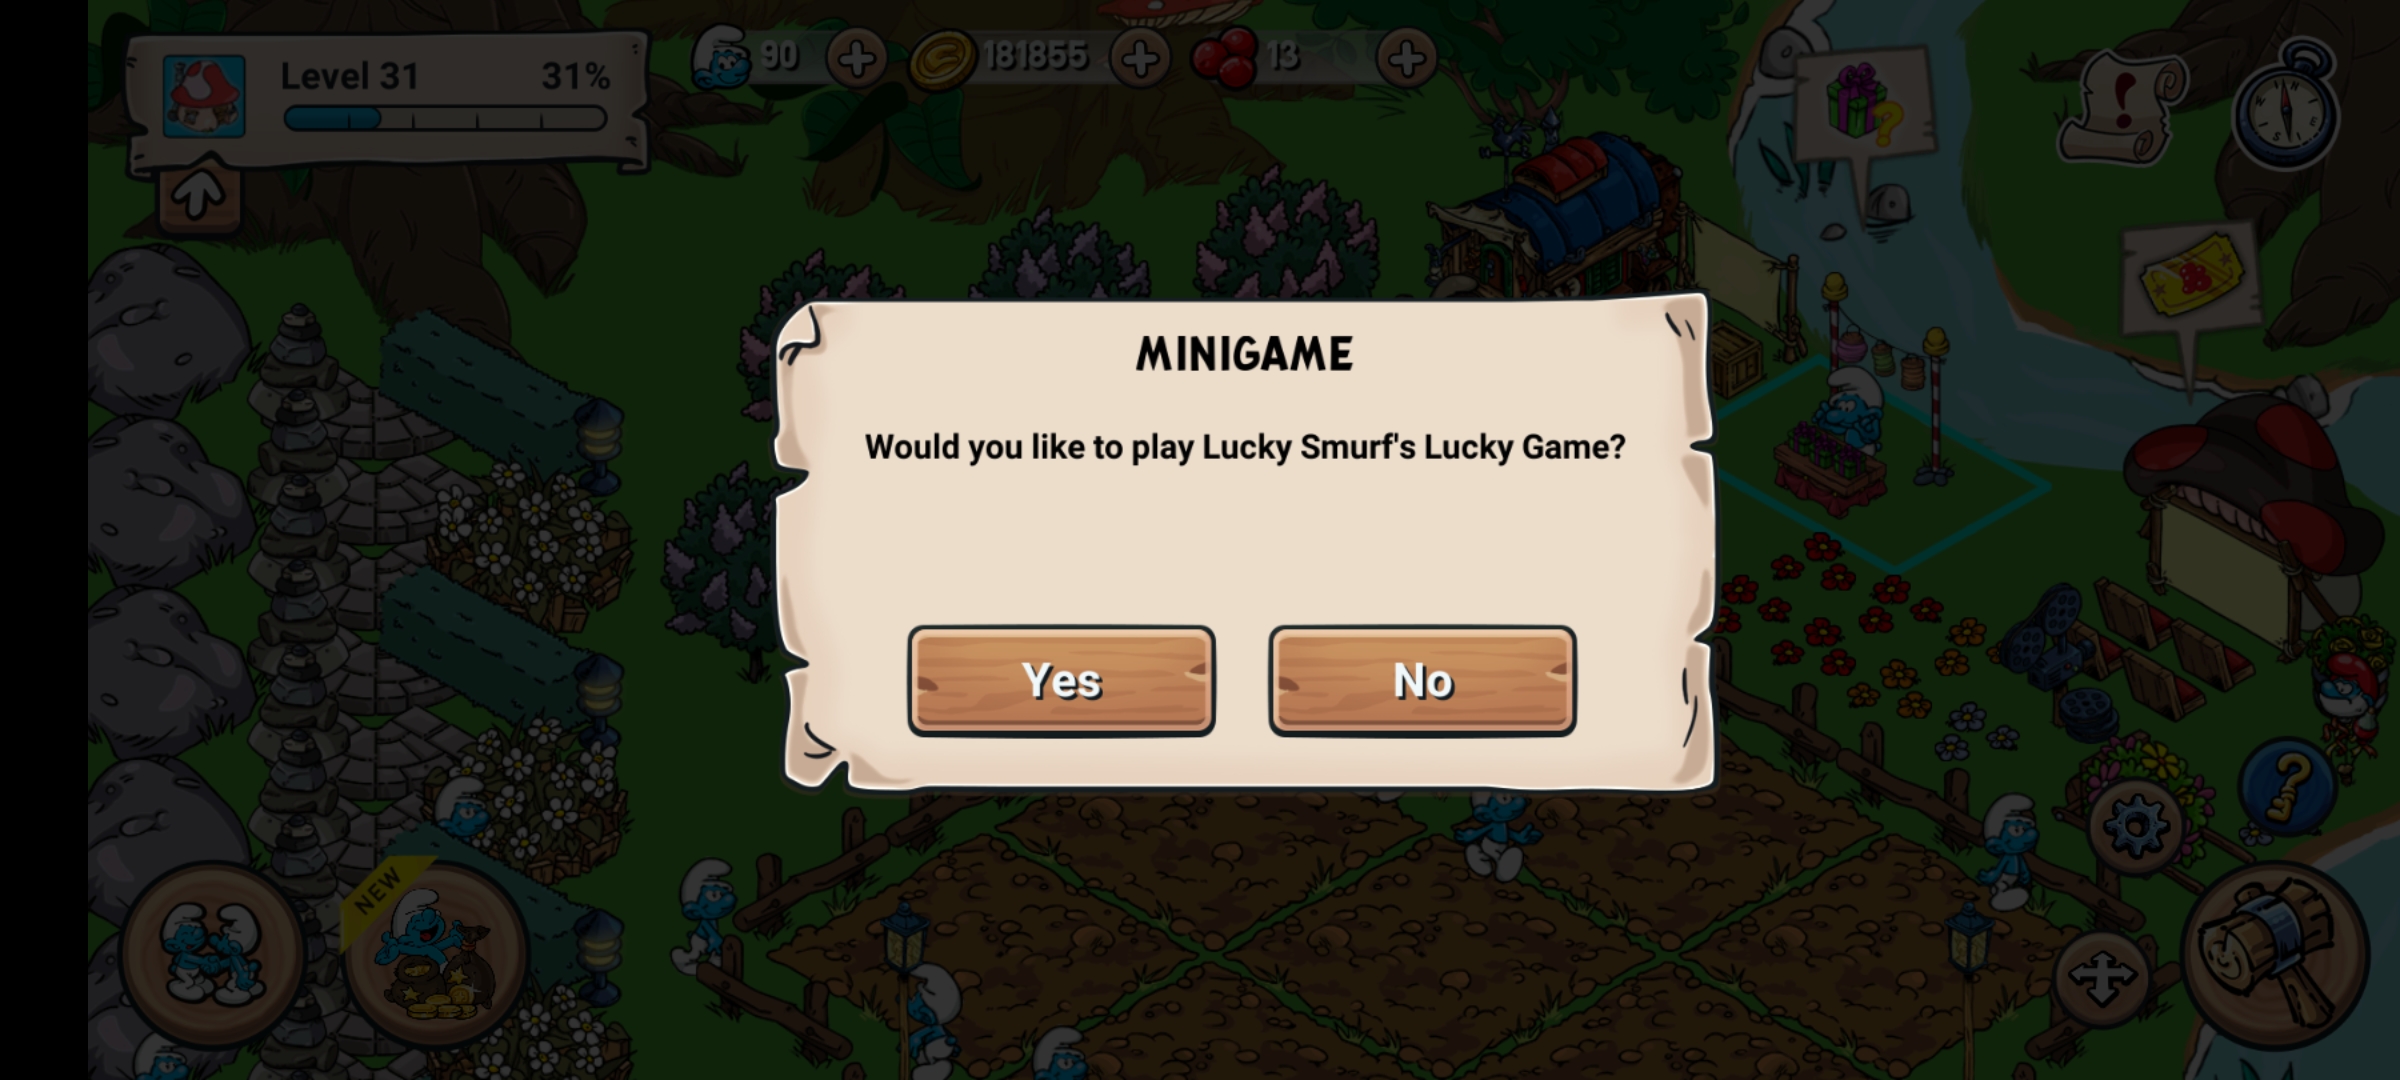 Level 31
31%
90
181855
13
MINIGAME
Would you like to play Lucky Smurf's Lucky Game?
Yes
No
NEW